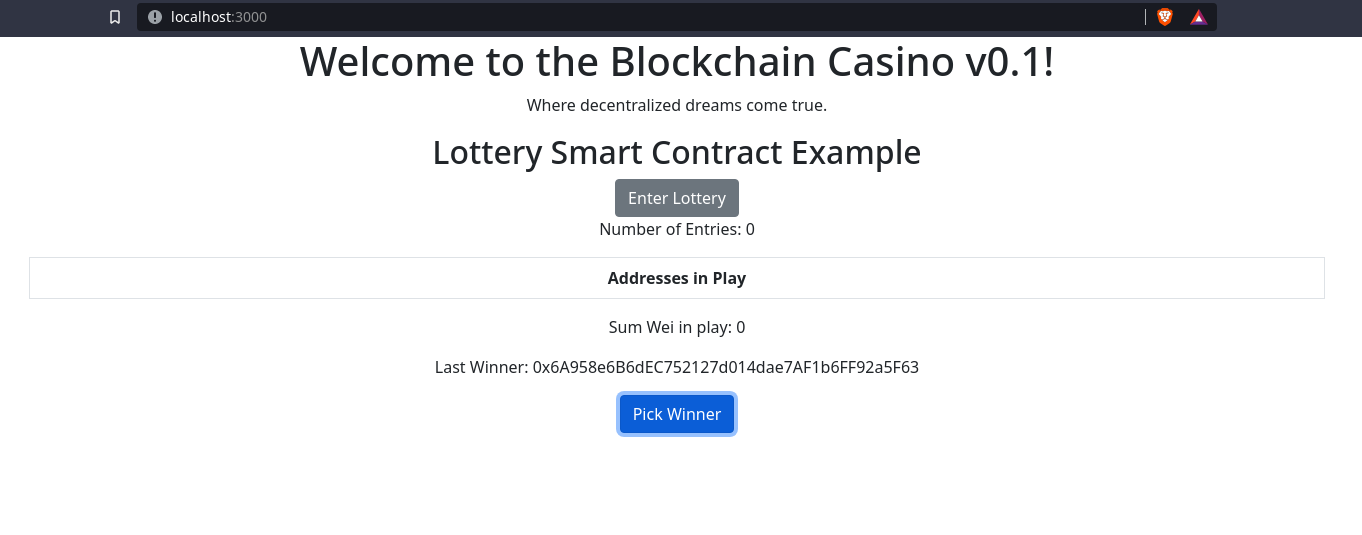 localhost:3000
Welcome to the Blockchain Casino v0.1!
Where decentralized dreams come true.
Lottery Smart Contract Example
Enter Lottery
Number of Entries: 0
Addresses in Play
Sum Wei in play: 0
Last Winner: 0x6A958e6B6dEC752127d014dae7AF1b6FF92a5F63
Pick Winner